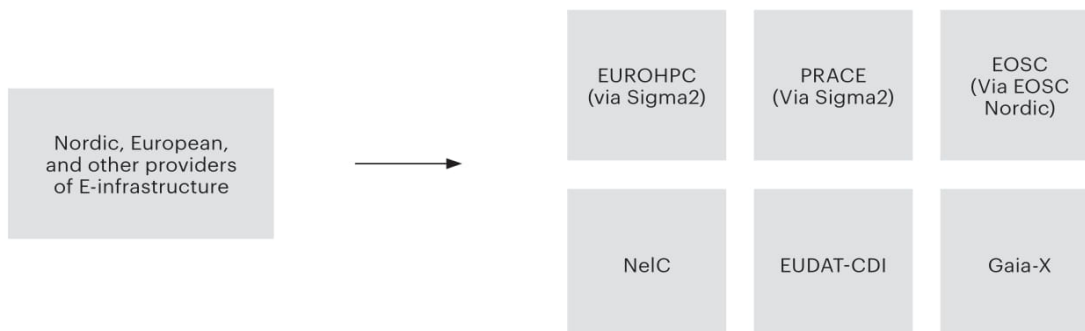 Nordic, European,
and other providers
of E-infrastructure
EUROHPC
(via Sigma2)
PRACE
(Via Sigma2)
EOSC
(Via EOSC
Nordic)
NelC
EUDAT-CDI
Gaia-X